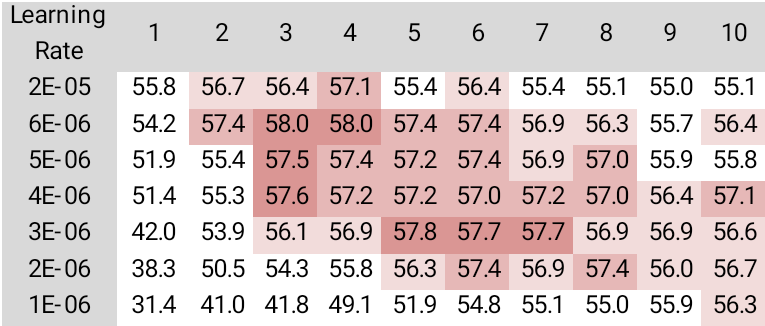 Learning Rate 1 2 3 4 5 6 7 8 9 10
2E-05 55.8 56.7 56.4 57.1 55.4 56.4 55.4 55.1 55.0 55.1
6E-06 54.2 57.4 58.0 58.0 57.4 57.4 56.9 56.3 55.7 56.4
5E-06 51.9 55.4 57.5 57.4 57.2 57.4 56.9 57.0 55.9 55.8
4E-06 51.4 55.3 57.6 57.2 57.2 57.0 57.2 57.0 56.4 57.1
3E-06 42.0 53.9 56.1 56.9 57.8 57.7 57.7 56.9 56.9 56.6
2E-06 38.3 50.5 54.3 55.8 56.3 57.4 56.9 57.4 56.0 56.7
1E-06 31.4 41.0 41.8 49.1 51.9 54.8 55.1 55.0 55.9 56.3